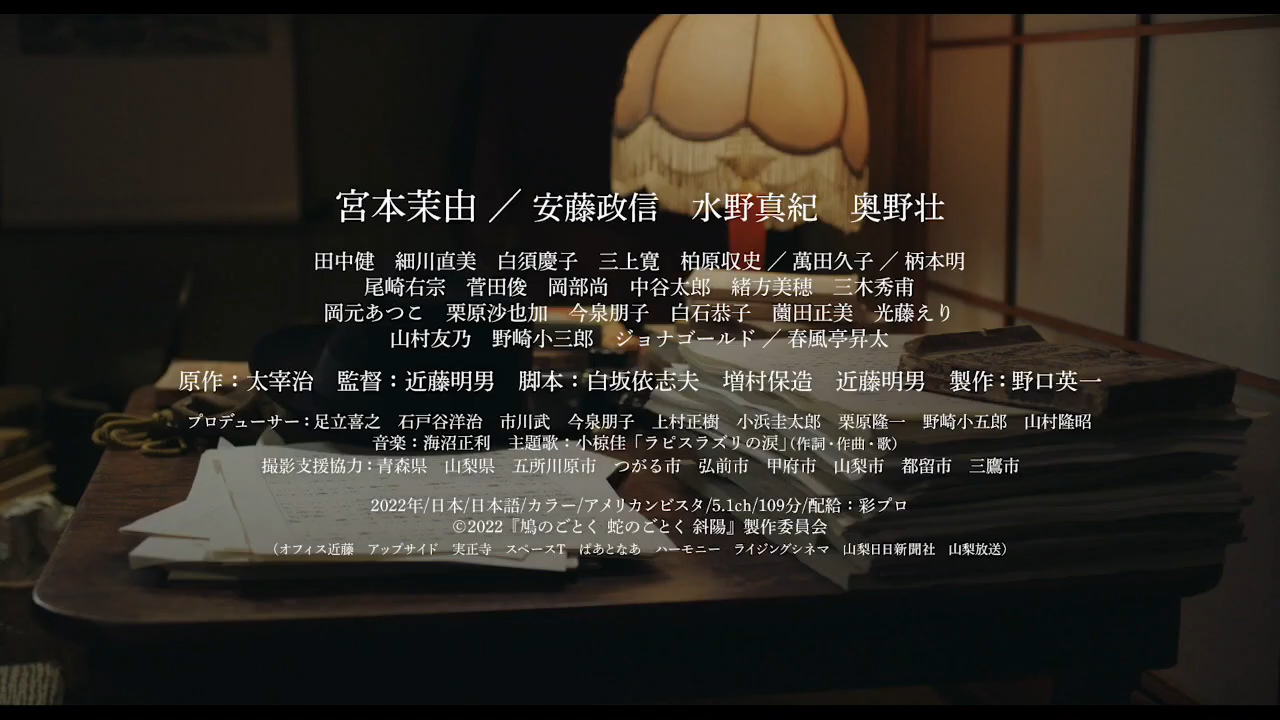 宮本茉由 ／ 安藤政信　水野真紀　奥野壮
田中健　細川直美　白須慶子　三上寛　柏原収史 ／ 萬田久子 ／ 柄本明
尾崎右宗　菅田俊　岡部尚　中谷太郎　緒方美穂　三木秀甫
岡元あつこ　栗原沙也加　今泉朋子　白石恭子　薗田正美　光藤えり
山村友乃　野崎小三郎　ジョナゴールド ／ 春風亭昇太
原作：太宰治　監督：近藤明男　脚本：白坂依志夫　増村保造　近藤明男　製作：野口英一
プロデューサー：足立喜之　石戸谷洋治　市川武　今泉朋子　上村正樹　小浜圭太郎　栗原隆一　野崎小五郎　山村隆昭
音楽：海沼正利　主題歌：小椋佳「ラピスラズリの涙」（作詞・作曲・歌）
撮影支援協力：青森県　山梨県　五所川原市　つがる市　弘前市　甲府市　山梨市　都留市　三鷹市
2022年/日本/日本語/カラー/アメリカンビスタ/5.1ch/109分/配給：彩プロ
©2022『鳩のごとく 蛇のごとく 斜陽』製作委員会
（オフィス近藤　アップサイド　実正寺　スペースT　ぱあとなあ　ハーモニー　ライジングシネマ　山梨日日新聞社　山梨放送）